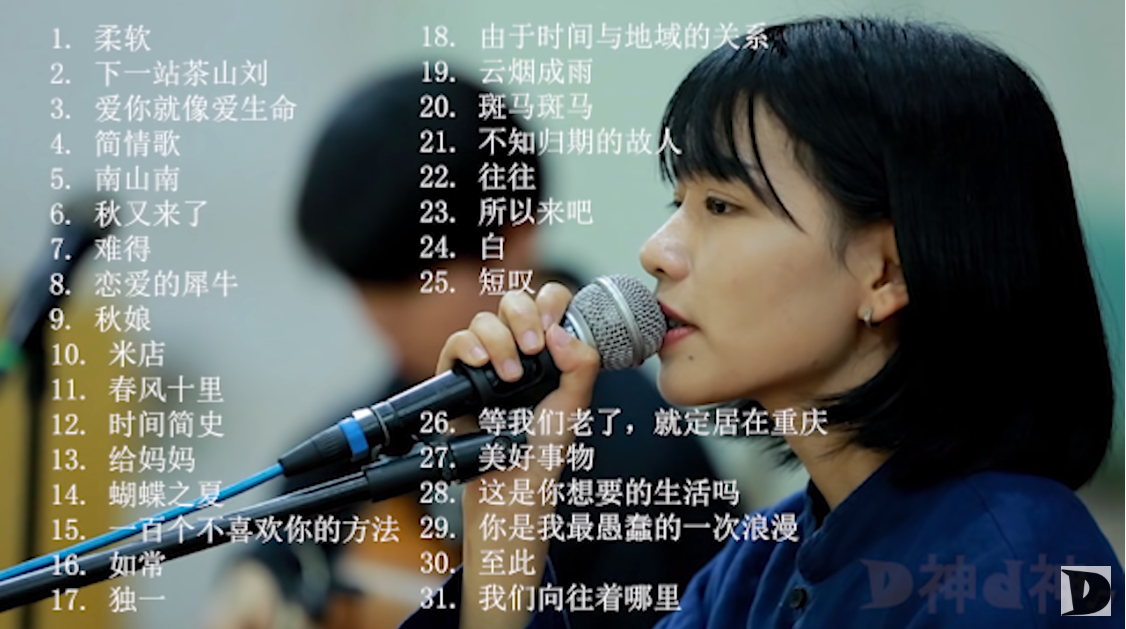 1. 柔软
2. 下一站茶山刘
3. 爱你就像爱生命
4. 简情歌
5. 南山南
6. 秋又来了
7. 难得
8. 恋爱的犀牛
9. 秋娘
10. 米店
11. 春风十里
12. 时间简史
13. 给妈妈
14. 蝴蝶之夏
15. 一百个不喜欢你的方法
16. 如常
17. 独一
18. 由于时间与地域的关系
19. 云烟成雨
20. 斑马斑马
21. 不知归期的故人
22. 往往
23. 所以来吧
24. 白
25. 短叹
26. 等我们老了，就定居在重庆
27. 美好事物
28. 这是你想要的生活吗
29. 你是我最愚蠢的一次浪漫
30. 至此
31. 我们向往着哪里
D神d神
D